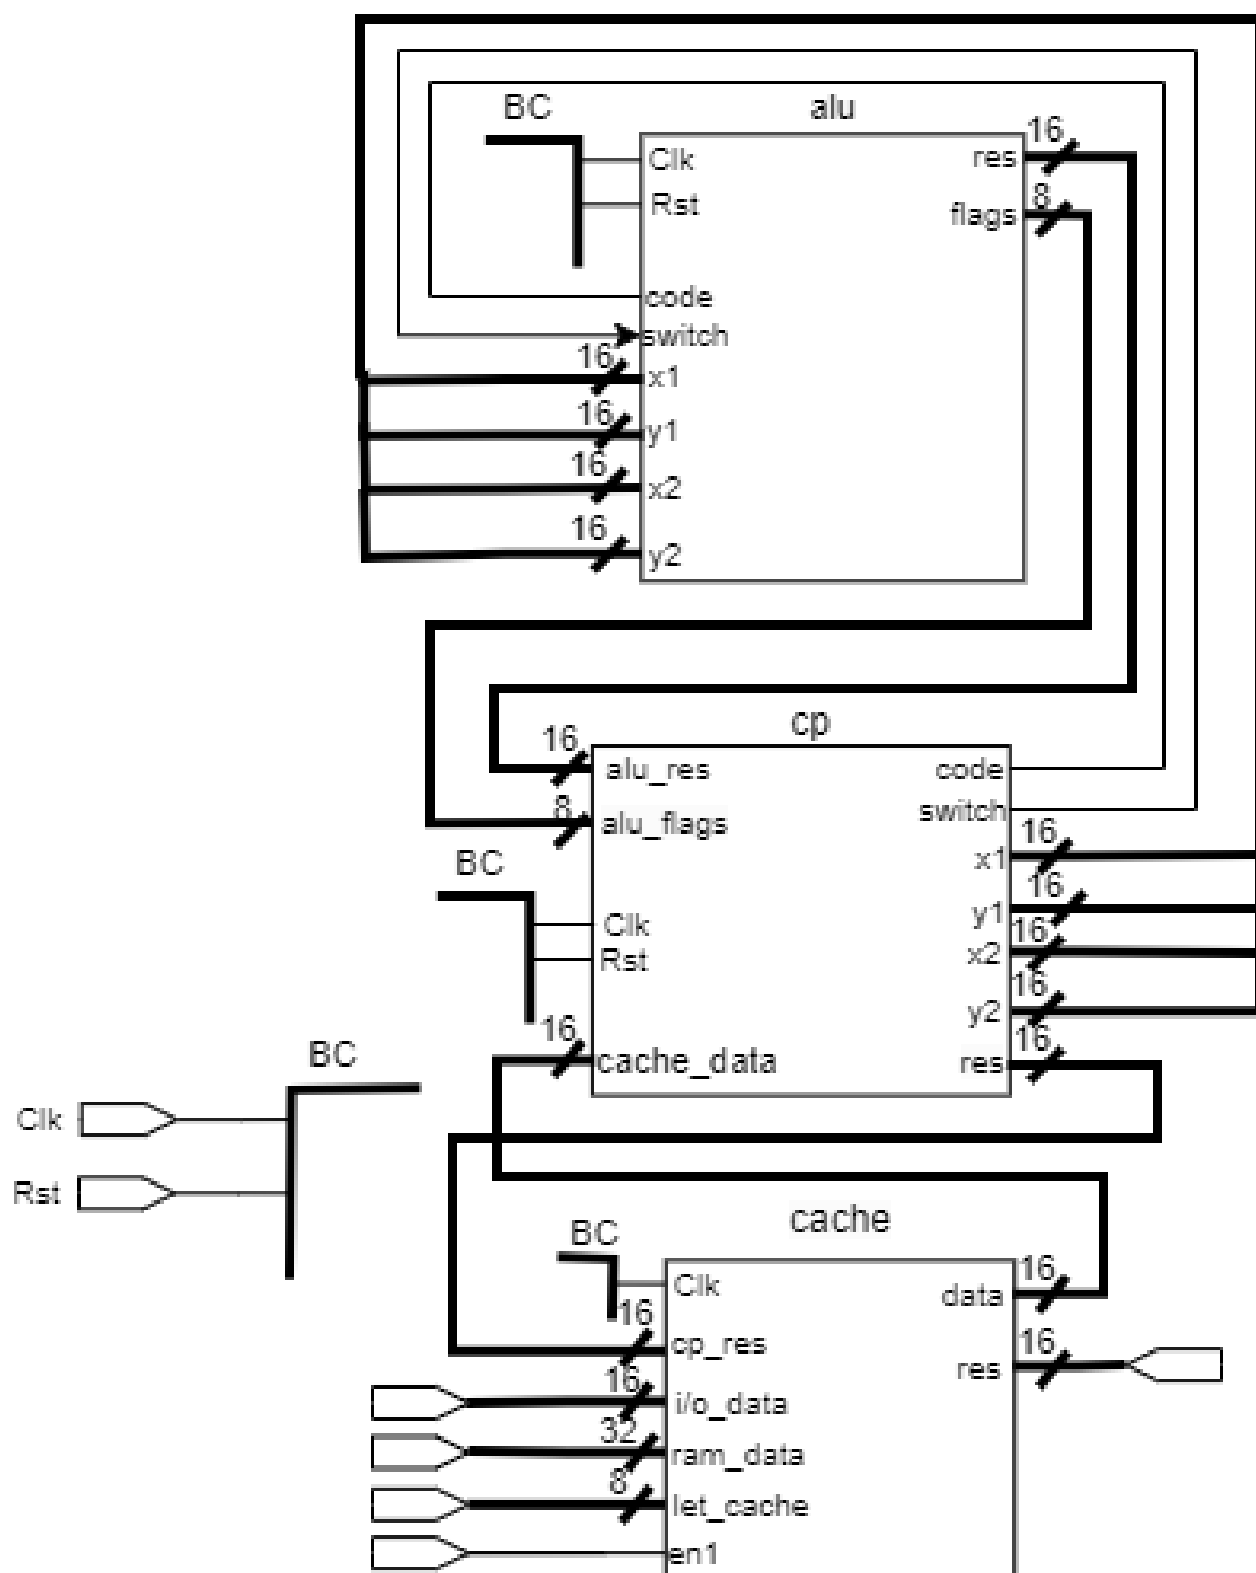 BC
alu
16
Clk
res
8
Rst
flags
code
switch
16
x1
16
y1
16
x2
16
y2
cp
16
alu_res
code
8
alu_flags
switch
16
x1
BC
16
y1
Clk
16
Rst
x2
16
y2
16
16
cache_data
res
BC
Clk
Rst
cache
BC
Clk
16
data
16
cp_res
16
res
16
i/o_data
32
ram_data
8
let_cache
en1